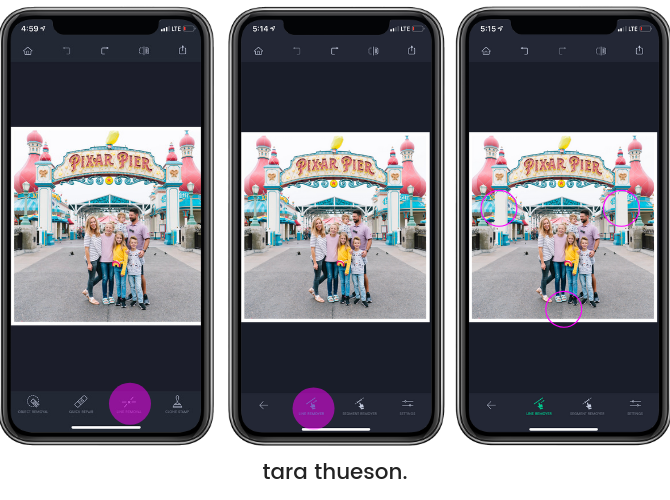 4:59
LTE
5:14
LTE
5:15
LTE
PIXAR PIER
PIXAR PIER
PIXAR PIER
OBJECT REMOVAL
QUICK REPAIR
LINE REMOVAL
CLONE STAMP
LINE REMOVER
SEGMENT REMOVER
SETTINGS
LINE REMOVER
SEGMENT REMOVER
SETTINGS
tara thueson.